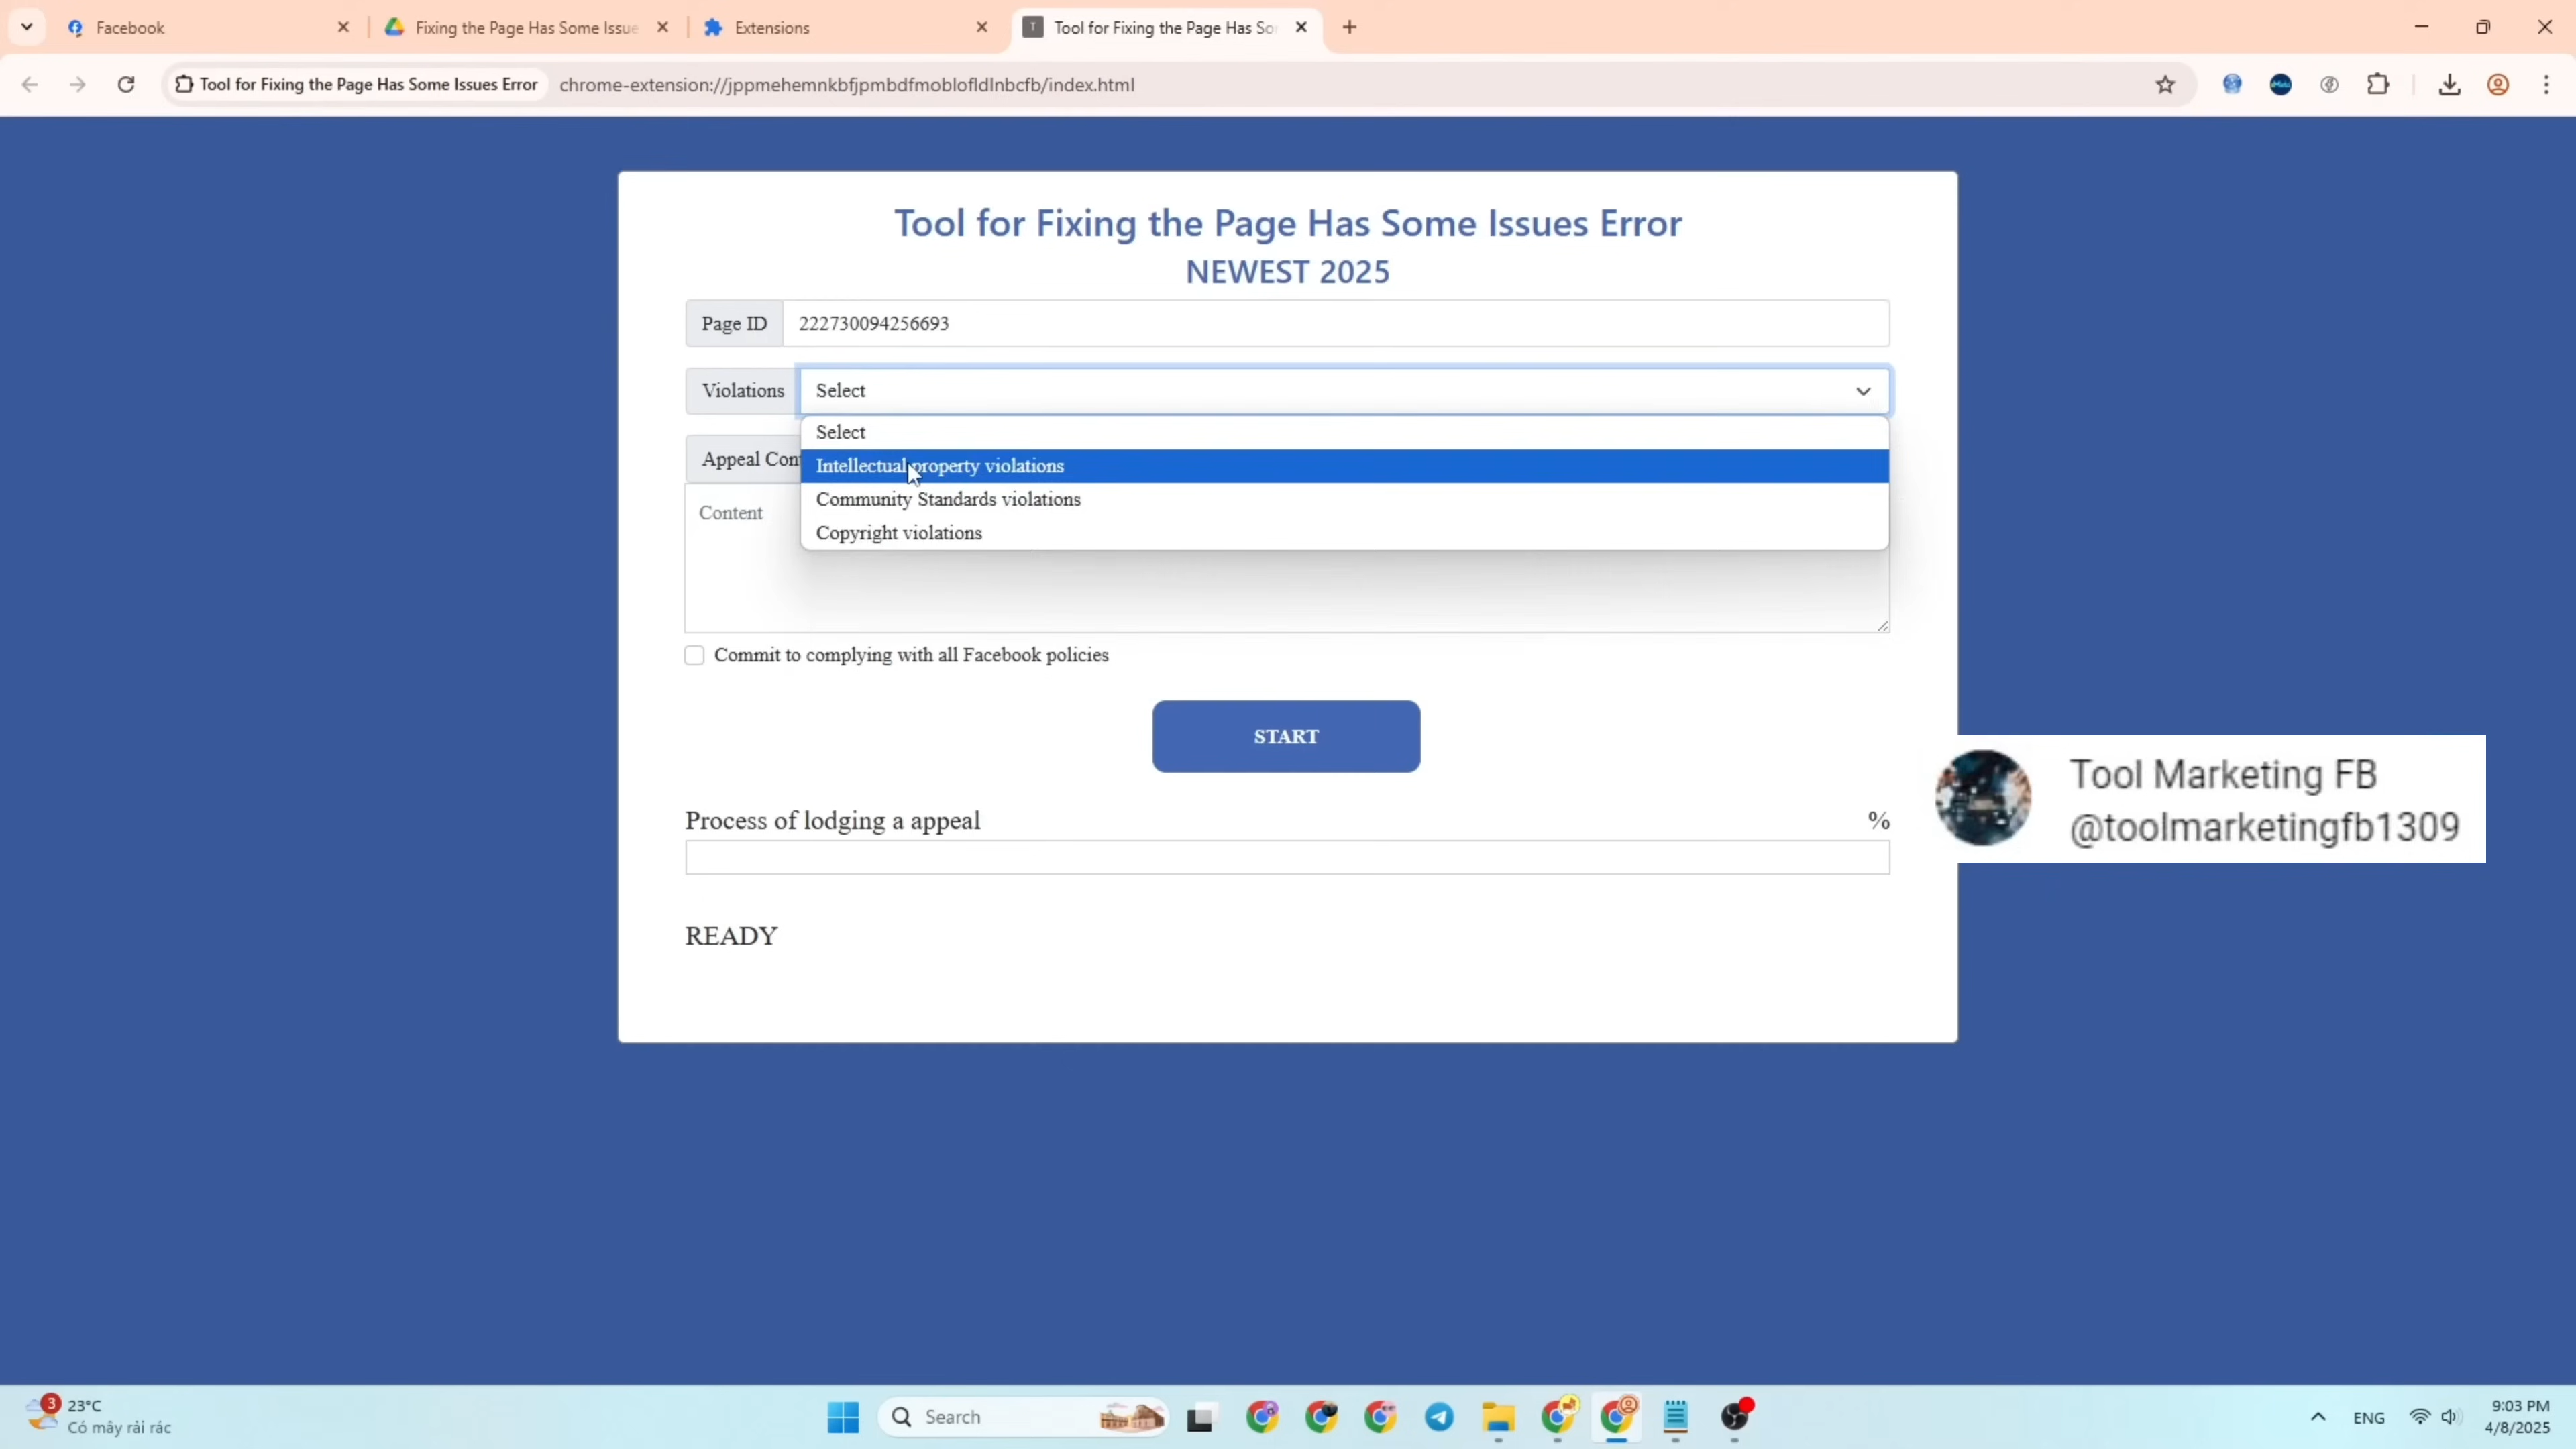 Facebook
Fixing the Page Has Some Issue
Extensions
Tool for Fixing the Page Has So
Tool for Fixing the Page Has Some Issues Error
chrome-extension://jppmehemnkbfjpmbdfmoblofldlnbcfb/index.html
Tool for Fixing the Page Has Some Issues Error
NEWEST 2025
Page ID
222730094256693
Violations
Select
Select
Appeal Con
Intellectual property violations
Community Standards violations
Content
Copyright violations
Commit to complying with all Facebook policies
START
Tool Marketing FB
@toolmarketingfb1309
Process of lodging a appeal
%
READY
3
23°C
Có mây rải rác
Search
ENG
9:03 PM
4/8/2025